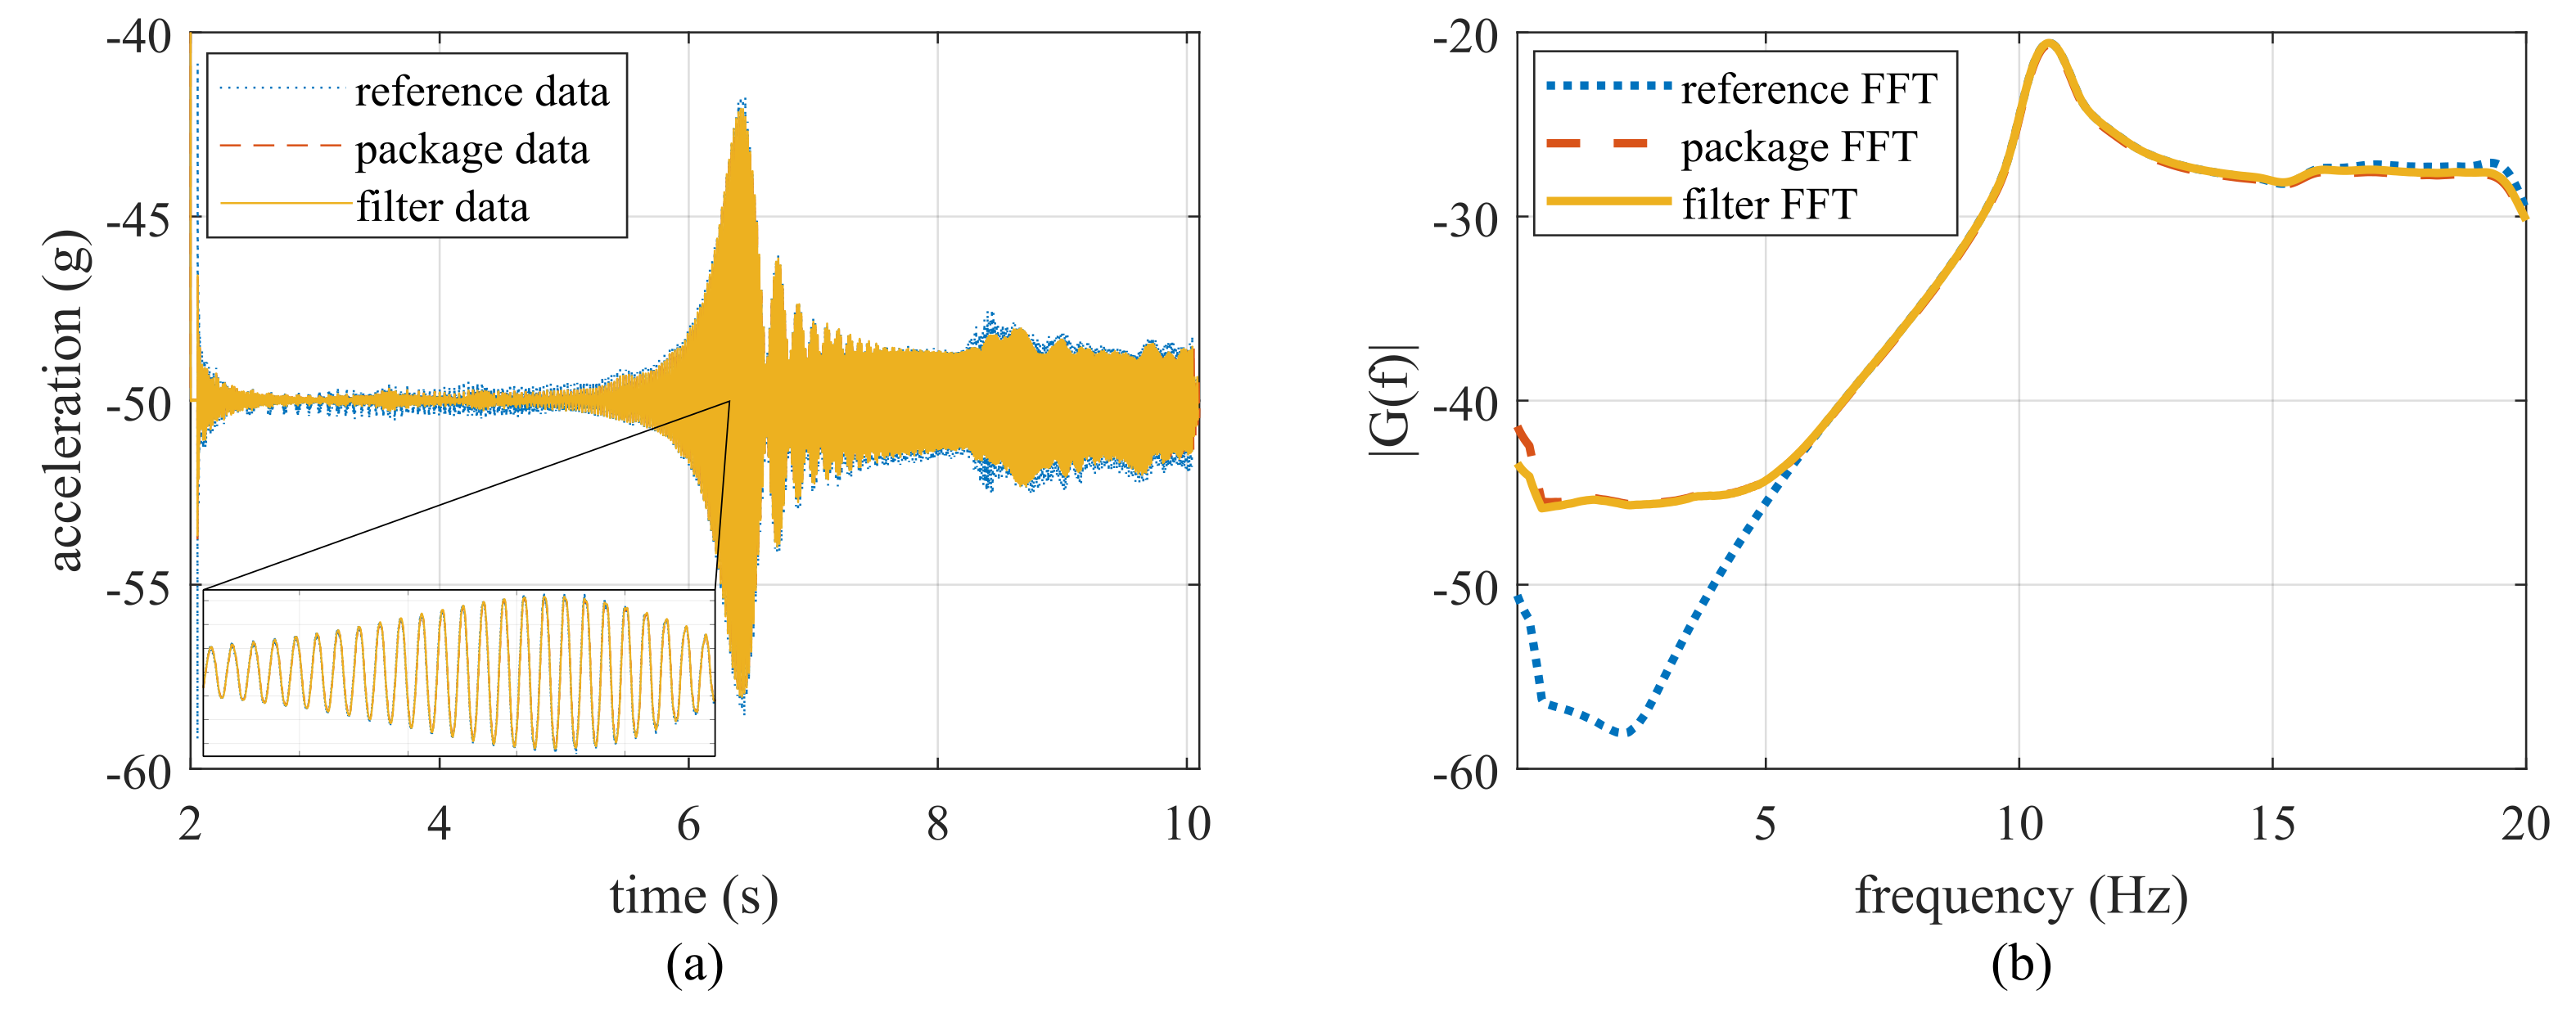 -40
-45
-50
-55
-60
acceleration (g)
reference data
package data
filter data
2
4
6
8
10
time (s)
(a)
-20
-30
-40
-50
-60
|G(f)|
reference FFT
package FFT
filter FFT
5
10
15
20
frequency (Hz)
(b)